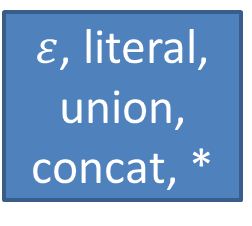 𝜀, literal,
union,
concat, *